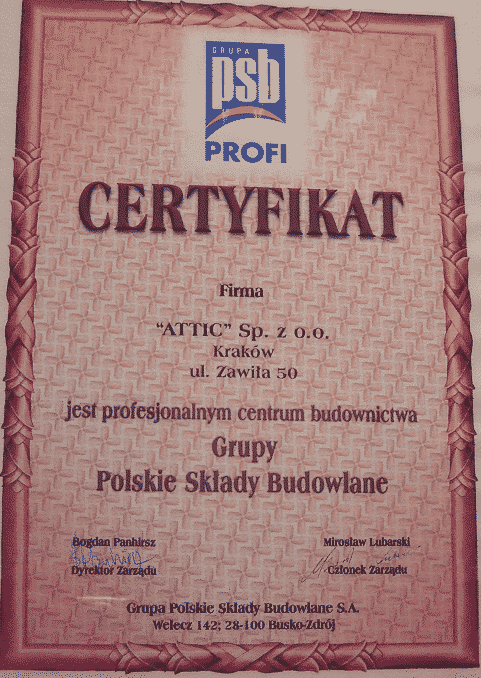 GRUPA
psb
PROFI
CERTYFIKAT
Firma
“ATTIC” Sp. z o.o.
Kraków
ul. Zawiła 50
jest profesjonalnym centrum budownictwa
Grupy
Polskie Składy Budowlane
Bogdan Panhirsz
Dyrektor Zarządu
Mirosław Lubarski
Członek Zarządu
Grupa Polskie Składy Budowlane S.A.
Wełecz 142; 28-100 Busko-Zdrój